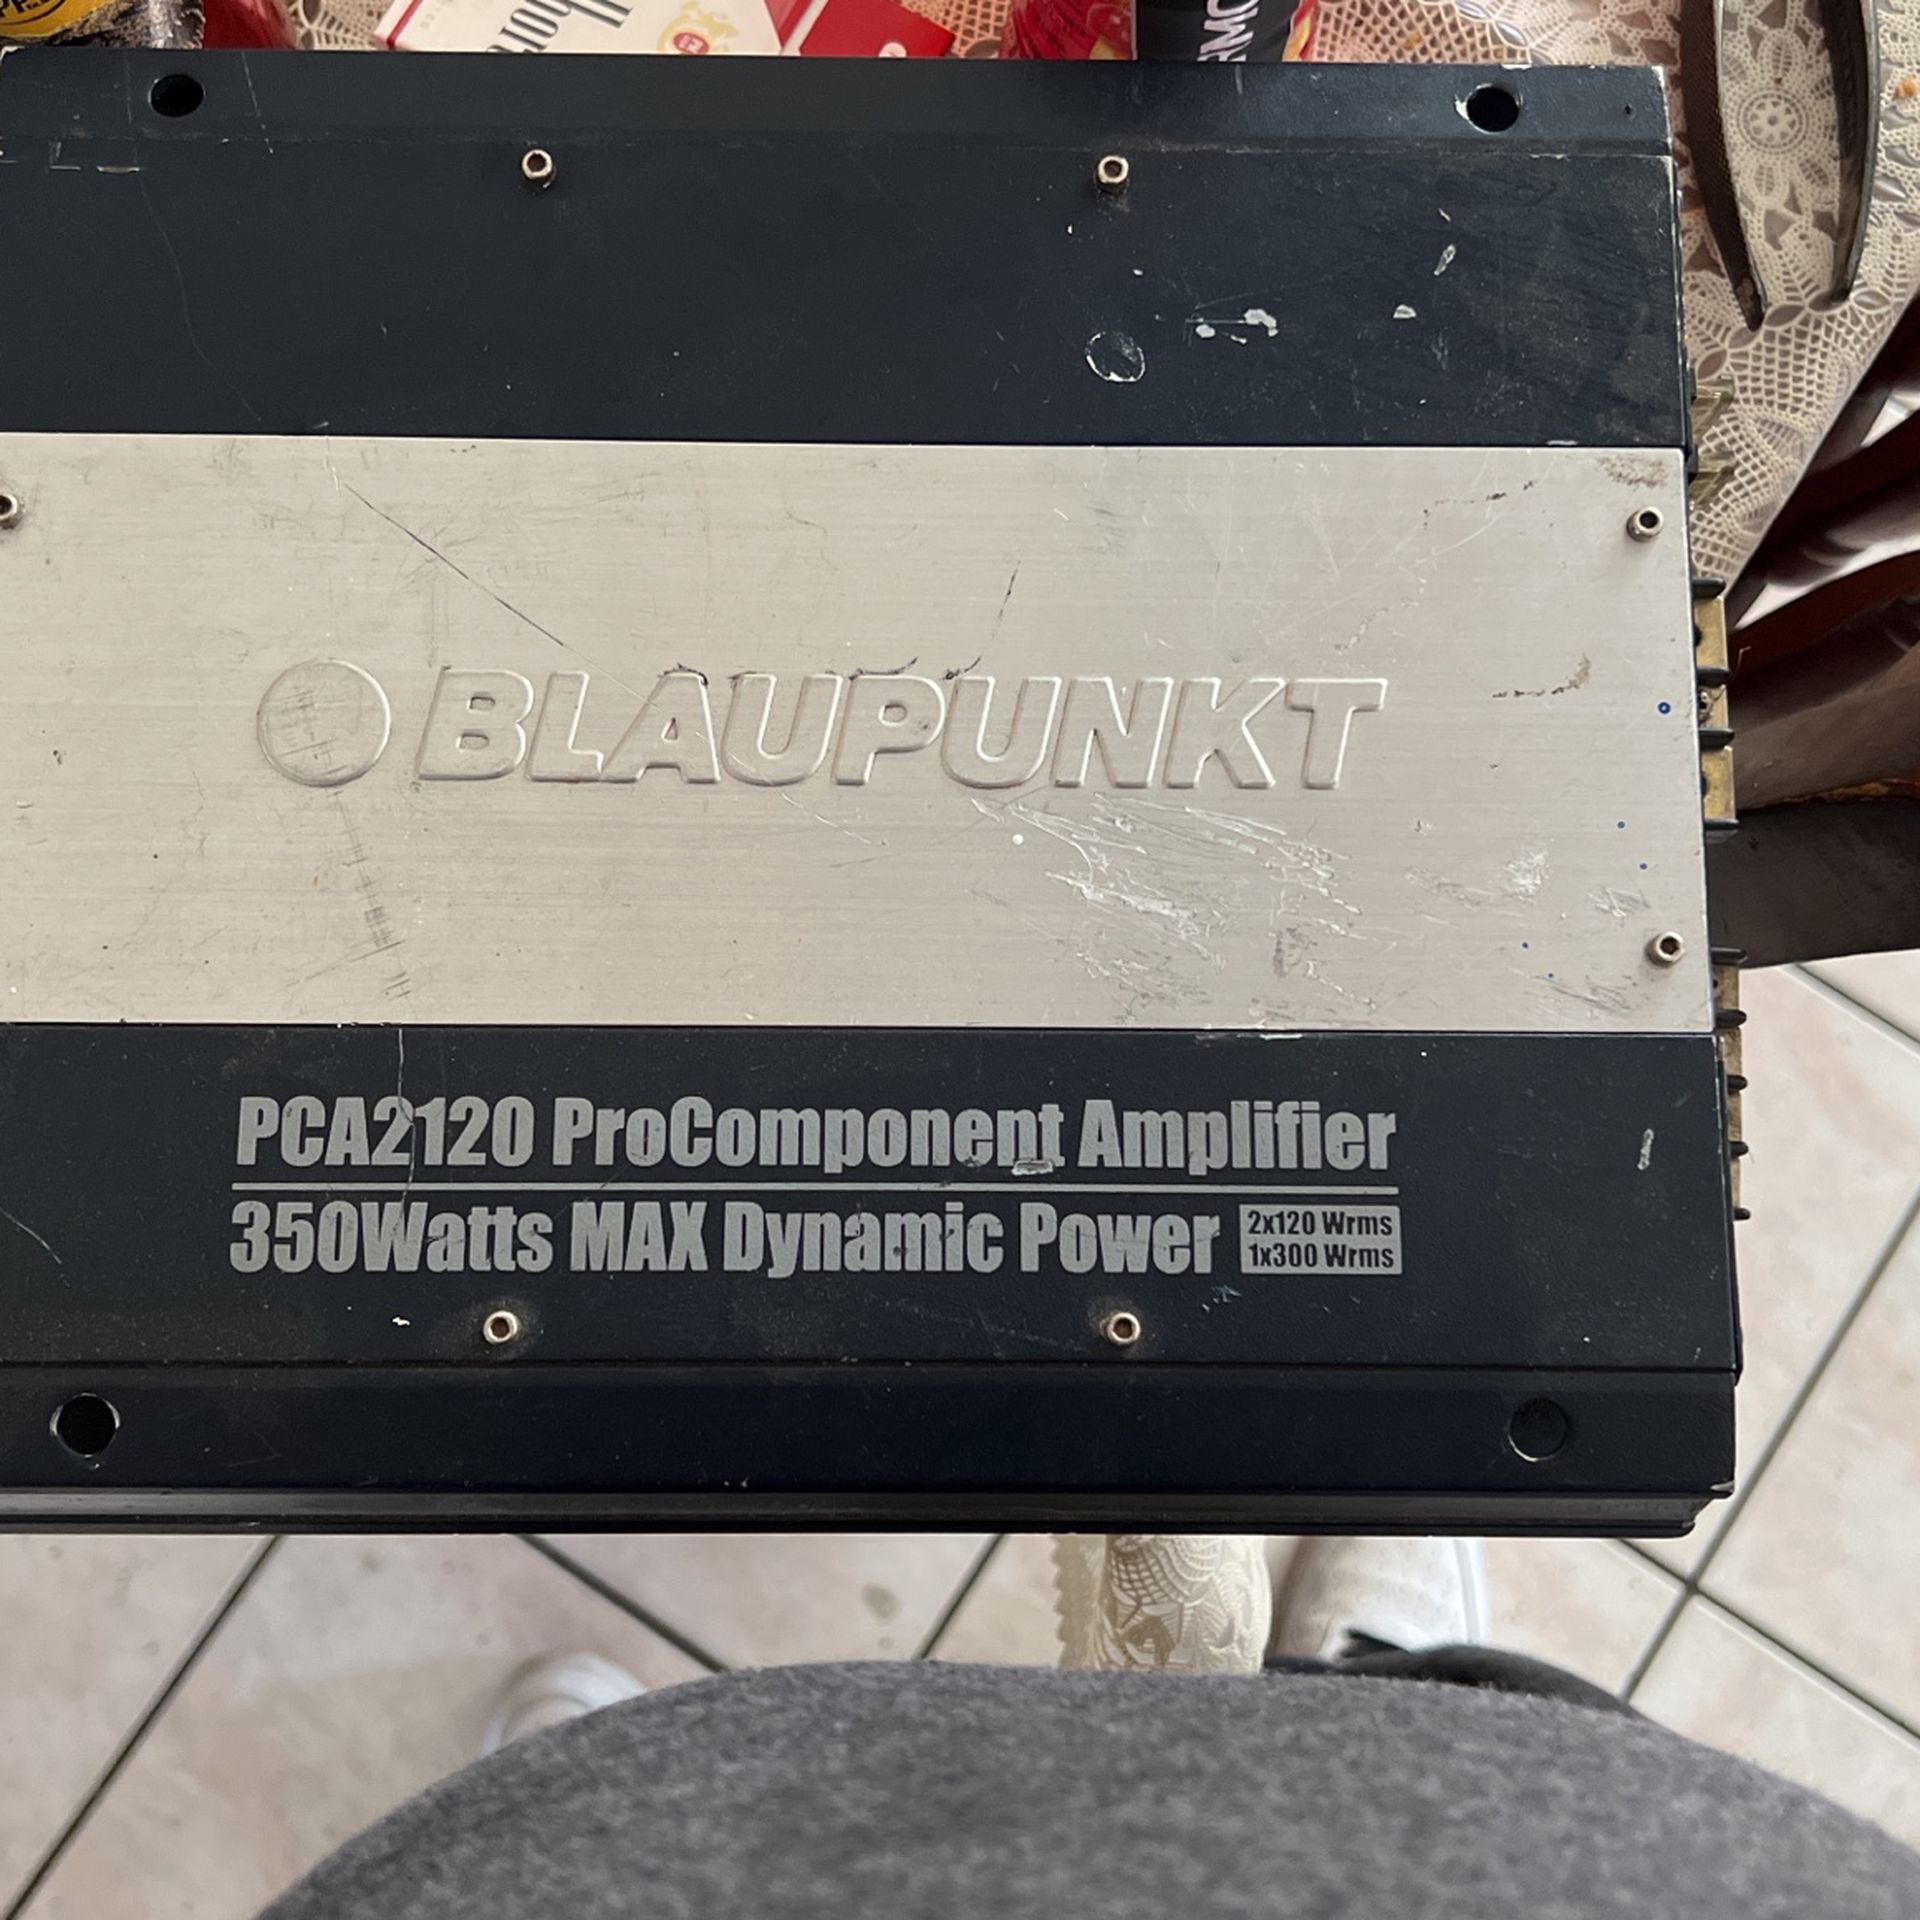 BLAUPUNKT
PCA2120 ProComponent Amplifier
350Watts MAX Dynamic Power
2x120 Wrms
1x300 Wrms